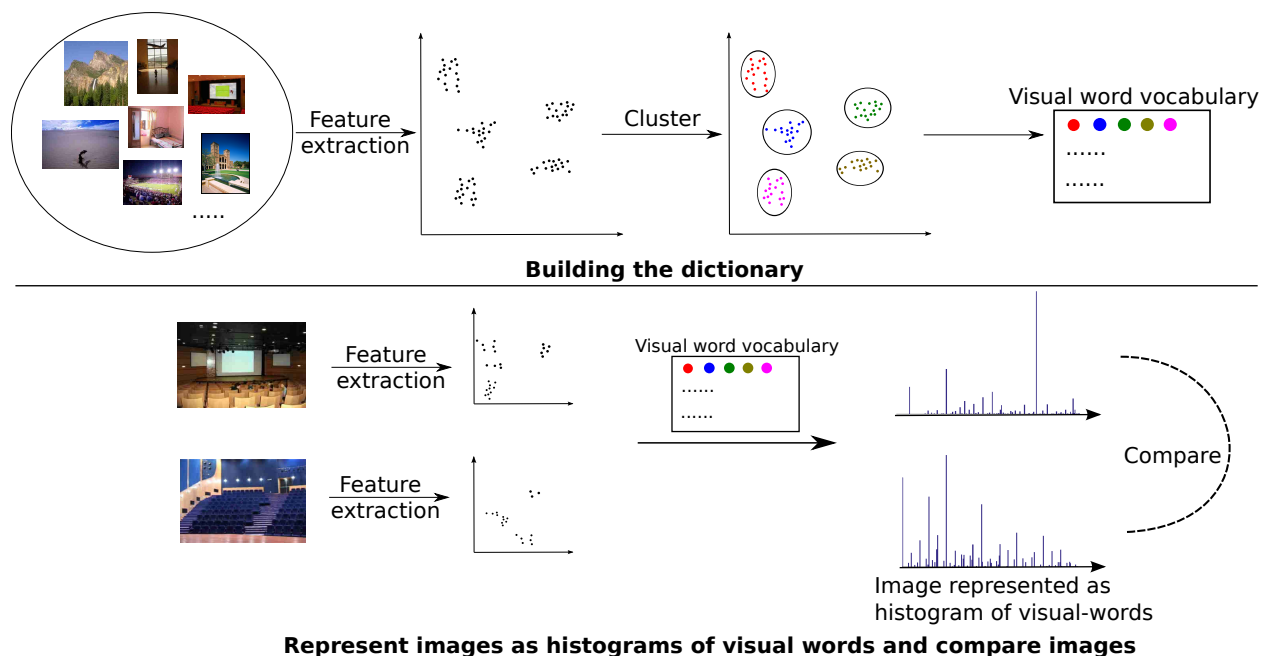 Feature
extraction
Cluster
Visual word vocabulary
.....
......
......
Building the dictionary
Feature
extraction
Visual word vocabulary
......
......
Compare
Feature
extraction
Image represented as
histogram of visual-words
Represent images as histograms of visual words and compare images